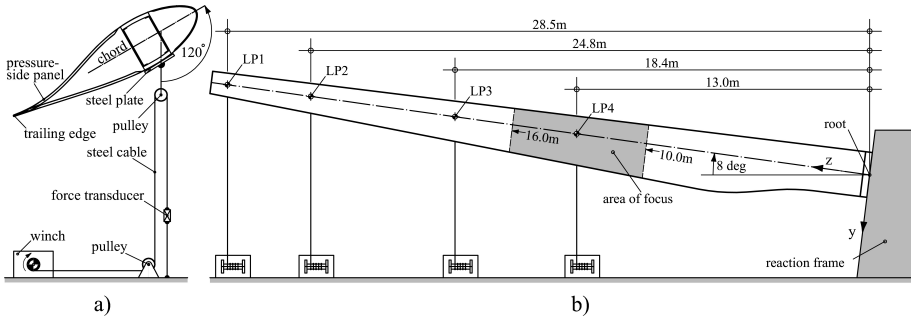 chord
120°
pressure-
side panel
steel plate
trailing edge
pulley
steel cable
force transducer
winch
pulley
a)
28.5m
24.8m
18.4m
13.0m
LP1
LP2
LP3
LP4
16.0m
10.0m
root
z
8 deg
area of focus
y
reaction frame
b)